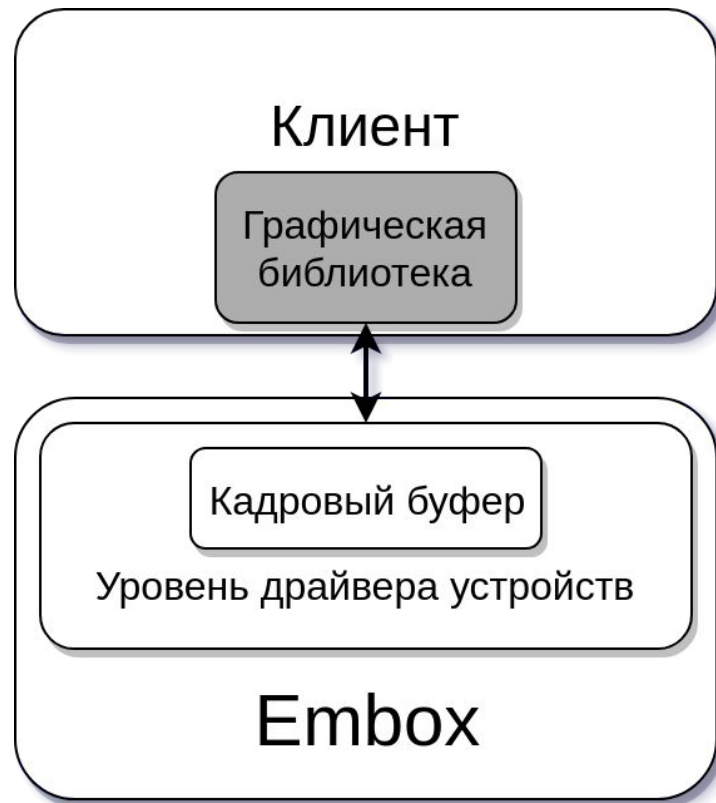 Клиент
Графическая
библиотека
Кадровый буфер
Уровень драйвера устройств
Embox